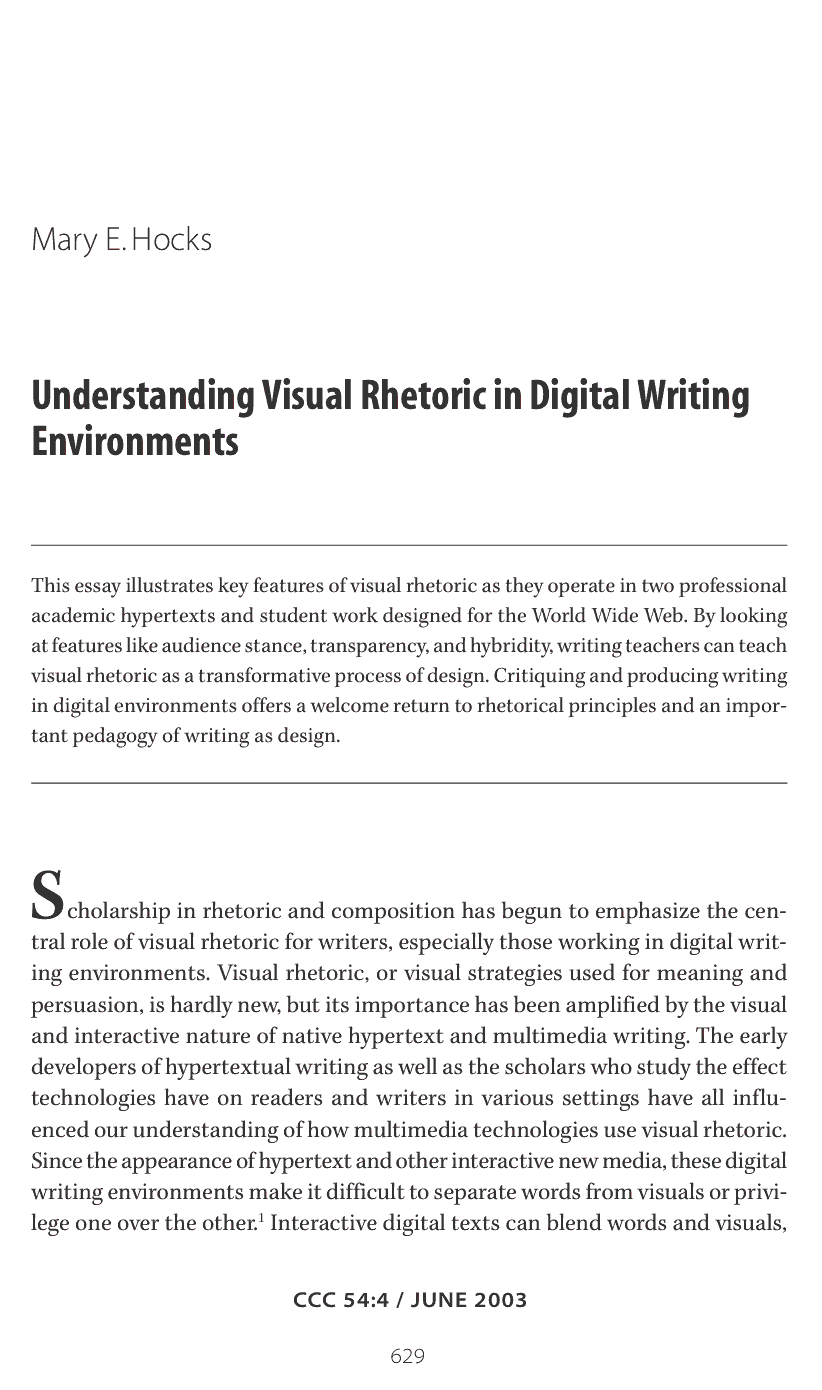 Mary E. Hocks
Understanding Visual Rhetoric in Digital Writing
Environments
This essay illustrates key features of visual rhetoric as they operate in two professional
academic hypertexts and student work designed for the World Wide Web. By looking
at features like audience stance, transparency, and hybridity, writing teachers can teach
visual rhetoric as a transformative process of design. Critiquing and producing writing
in digital environments offers a welcome return to rhetorical principles and an impor-
tant pedagogy of writing as design.
Scholarship in rhetoric and composition has begun to emphasize the cen-
tral role of visual rhetoric for writers, especially those working in digital writ-
ing environments. Visual rhetoric, or visual strategies used for meaning and
persuasion, is hardly new, but its importance has been amplified by the visual
and interactive nature of native hypertext and multimedia writing. The early
developers of hypertextual writing as well as the scholars who study the effect
technologies have on readers and writers in various settings have all influ-
enced our understanding of how multimedia technologies use visual rhetoric.
Since the appearance of hypertext and other interactive new media, these digital
writing environments make it difficult to separate words from visuals or privi-
lege one over the other.¹ Interactive digital texts can blend words and visuals,
CCC 54:4 / JUNE 2003
629